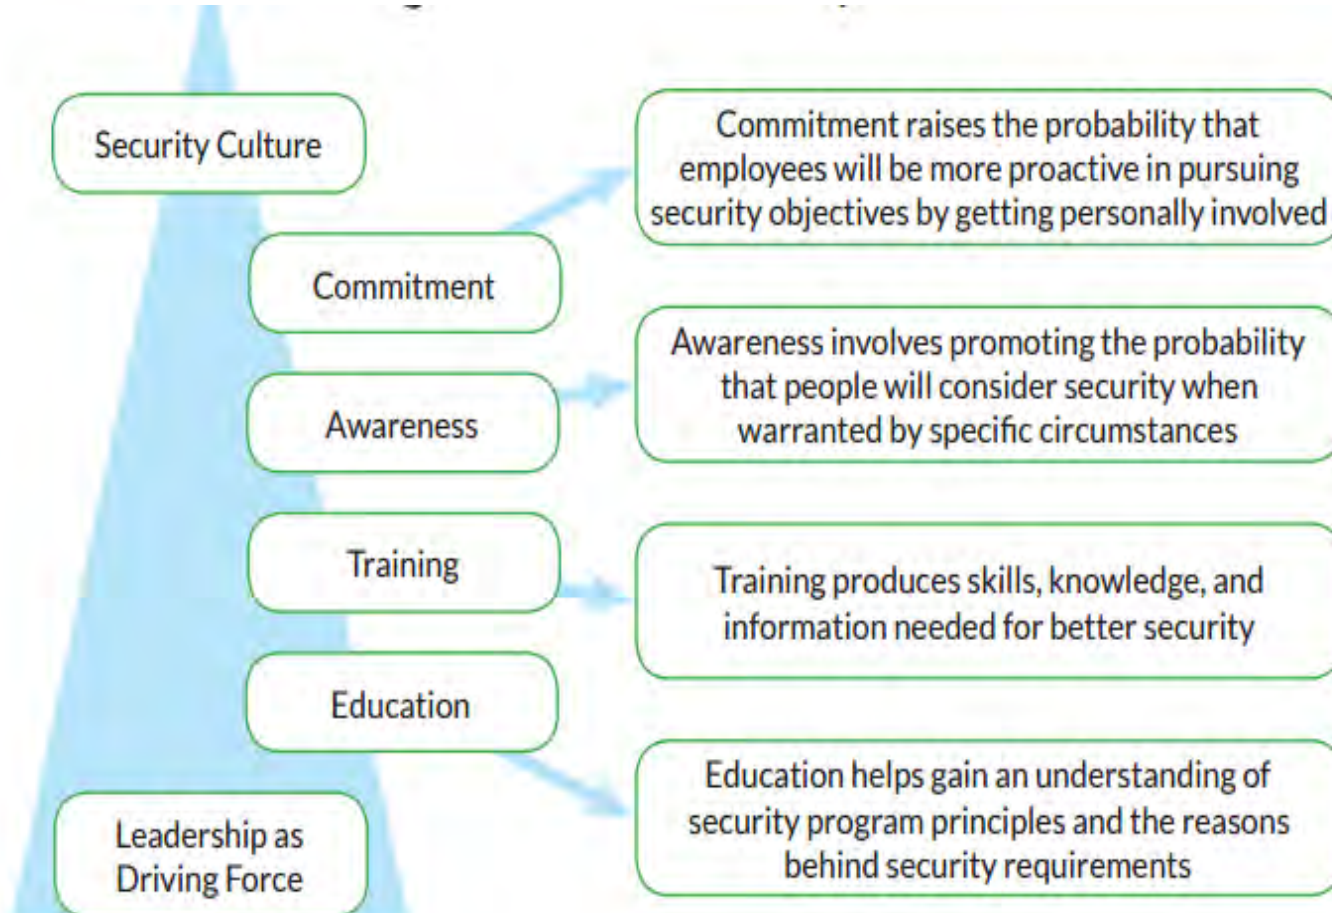 Security Culture
Commitment raises the probability that
employees will be more proactive in pursuing
security objectives by getting personally involved
Commitment
Awareness involves promoting the probability
that people will consider security when
warranted by specific circumstances
Awareness
Training produces skills, knowledge, and
information needed for better security
Training
Education
Education helps gain an understanding of
security program principles and the reasons
behind security requirements
Leadership as
Driving Force